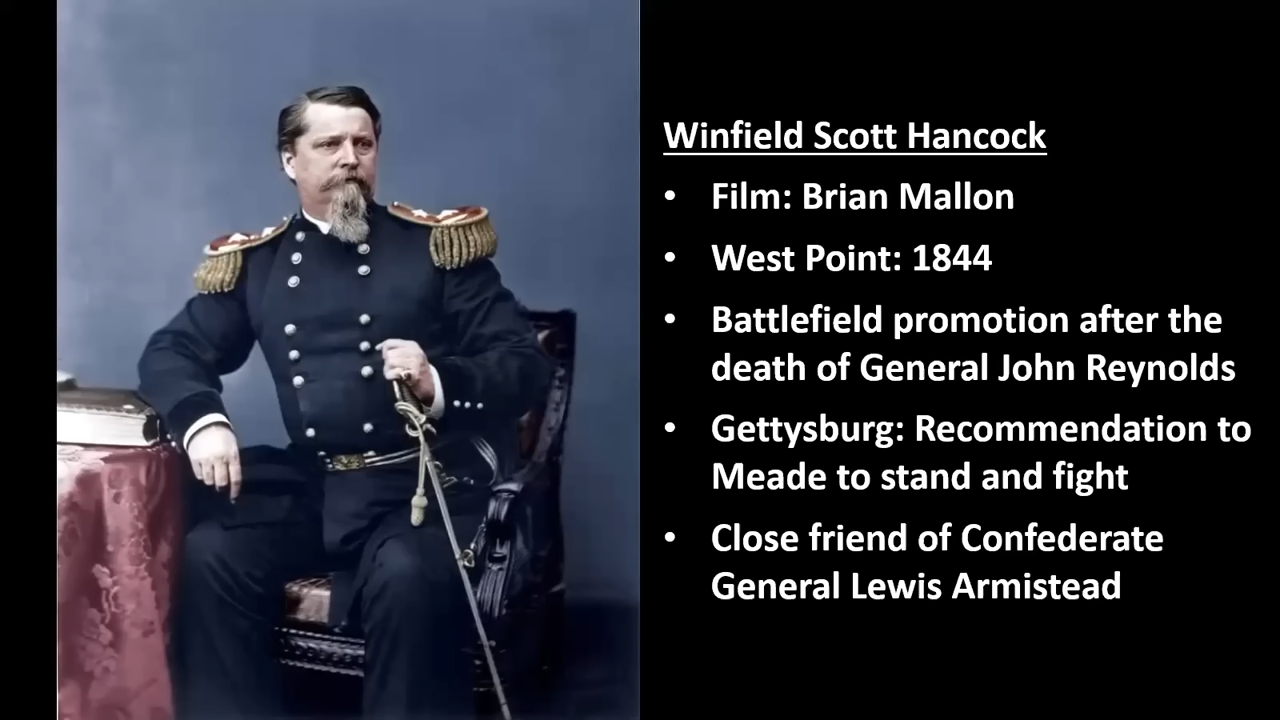 Winfield Scott Hancock
• Film: Brian Mallon
• West Point: 1844
• Battlefield promotion after the
death of General John Reynolds
• Gettysburg: Recommendation to
Meade to stand and fight
• Close friend of Confederate
General Lewis Armistead